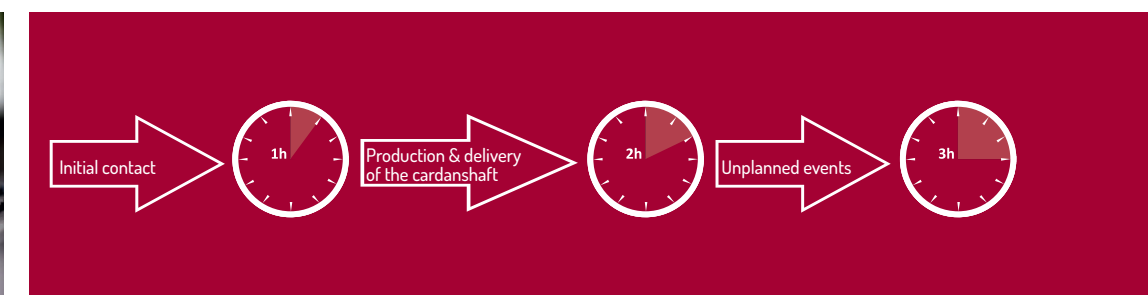 Initial contact
1h
Production & delivery
of the cardanshaft
2h
Unplanned events
3h